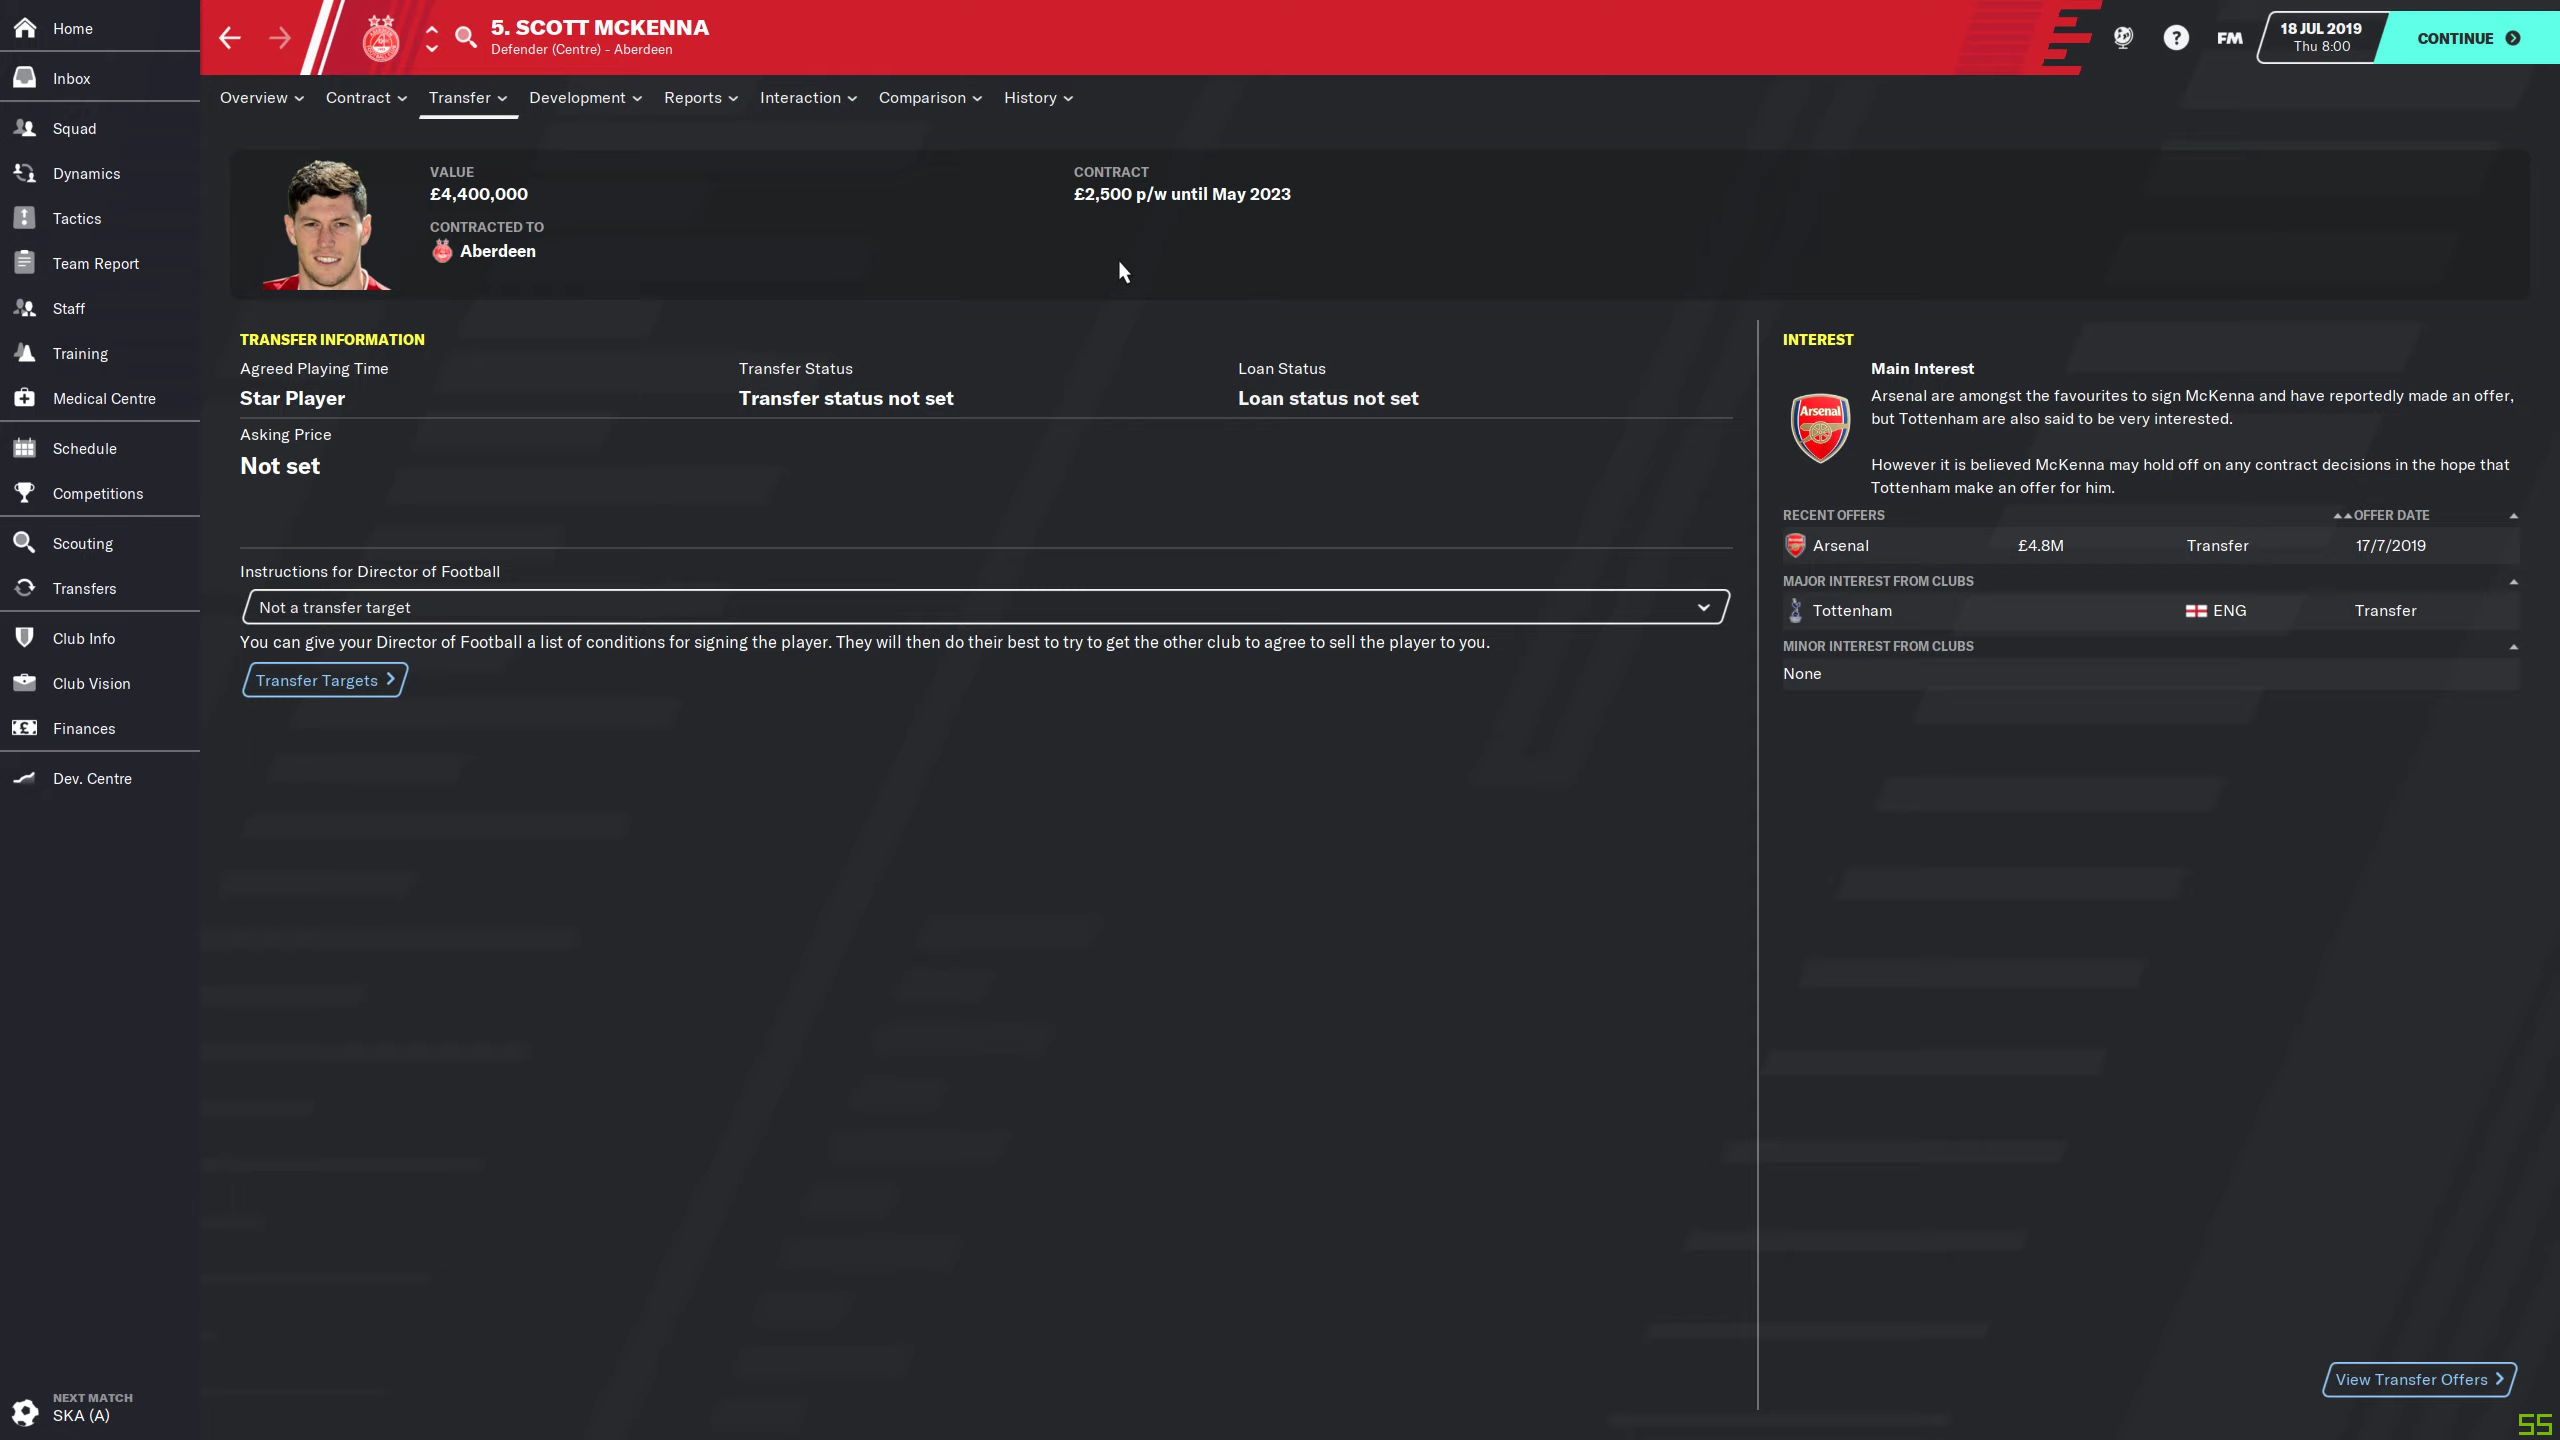 Home
Inbox
Squad
Dynamics
Tactics
Team Report
Staff
Training
Medical Centre
Schedule
Competitions
Scouting
Transfers
Club Info
Club Vision
Finances
Dev. Centre
NEXT MATCH
SKA (A)
5. SCOTT MCKENNA
Defender (Centre) - Aberdeen
FM
18 JUL 2019
Thu 8:00
CONTINUE
Overview
Contract
Transfer
Development
Reports
Interaction
Comparison
History
VALUE
£4,400,000
CONTRACTED TO
Aberdeen
CONTRACT
£2,500 p/w until May 2023
TRANSFER INFORMATION
Agreed Playing Time
Star Player
Transfer Status
Transfer status not set
Loan Status
Loan status not set
Asking Price
Not set
Instructions for Director of Football
Not a transfer target
You can give your Director of Football a list of conditions for signing the player. They will then do their best to try to get the other club to agree to sell the player to you.
Transfer Targets
INTEREST
Main Interest
Arsenal
Arsenal are amongst the favourites to sign McKenna and have reportedly made an offer,
but Tottenham are also said to be very interested.
However it is believed McKenna may hold off on any contract decisions in the hope that
Tottenham make an offer for him.
RECENT OFFERS OFFER DATE
Arsenal £4.8M Transfer 17/7/2019
MAJOR INTEREST FROM CLUBS
Tottenham ENG Transfer
MINOR INTEREST FROM CLUBS
None
View Transfer Offers
55